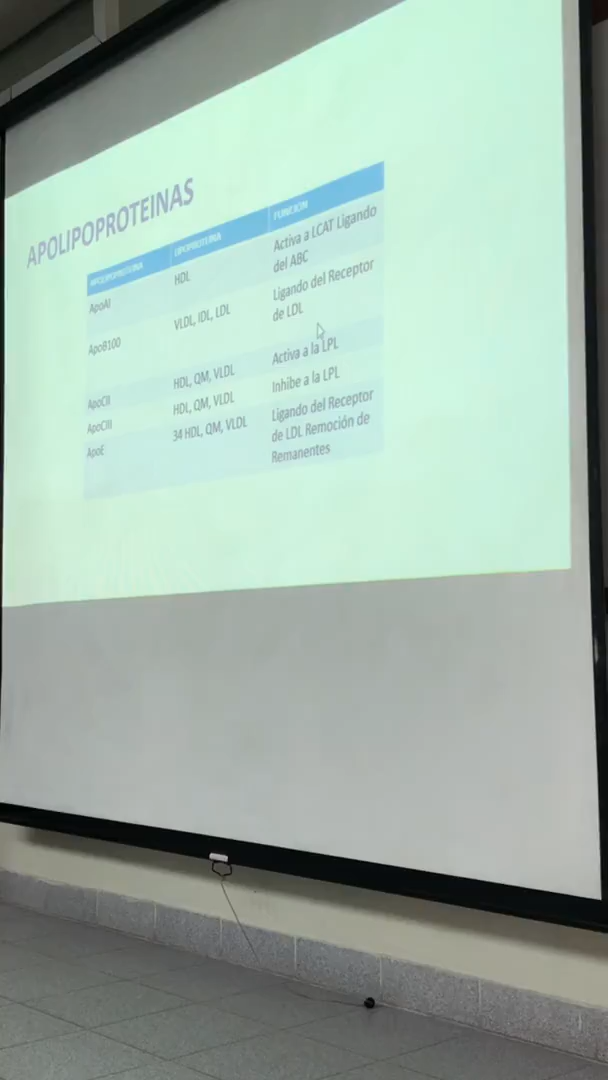 APOLIPOPROTEINAS
APOLIPOPROTEINA LIPOPROTEINA FUNCION
ApoAI HDL Activa a LCAT Ligando
del ABC
ApoB100 VLDL, IDL, LDL Ligando del Receptor
de LDL
ApoCII HDL, QM, VLDL Activa a la LPL
ApoCIII HDL, QM, VLDL Inhibe a la LPL
ApoE 34 HDL, QM, VLDL Ligando del Receptor
de LDL Remoción de
Remanentes